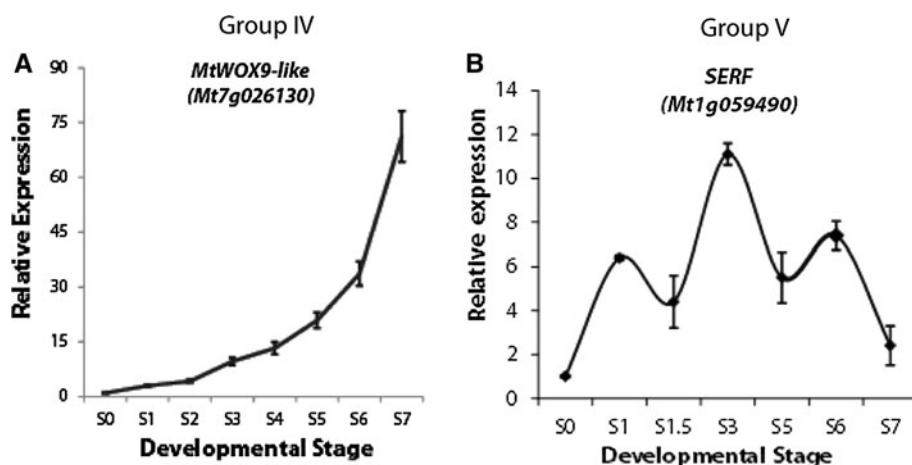 Group IV
A
MtWOX9-like
(Mt7g026130)
Relative Expression
90
75
60
45
30
15
0
S0 S1 S2 S3 S4 S5 S6 S7
Developmental Stage
Group V
B
SERF
(Mt1g059490)
Relative expression
14
12
10
8
6
4
2
0
S0 S1 S1.5 S3 S5 S6 S7
Developmental Stage